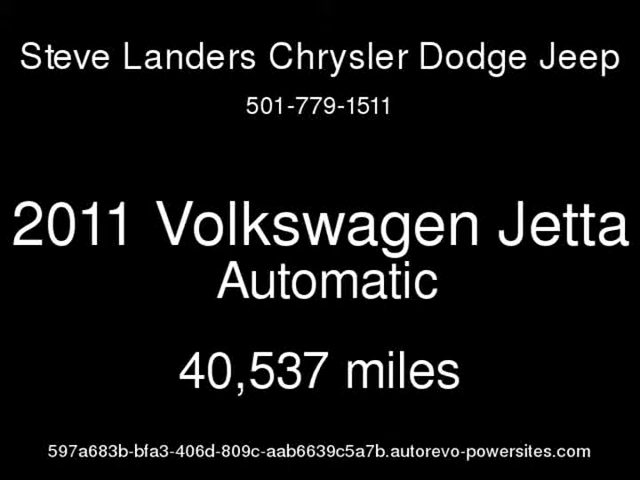 Steve Landers Chrysler Dodge Jeep
501-779-1511
2011 Volkswagen Jetta
Automatic
40,537 miles
597a683b-bfa3-406d-809c-aab6639c5a7b.autorevo-powersites.com